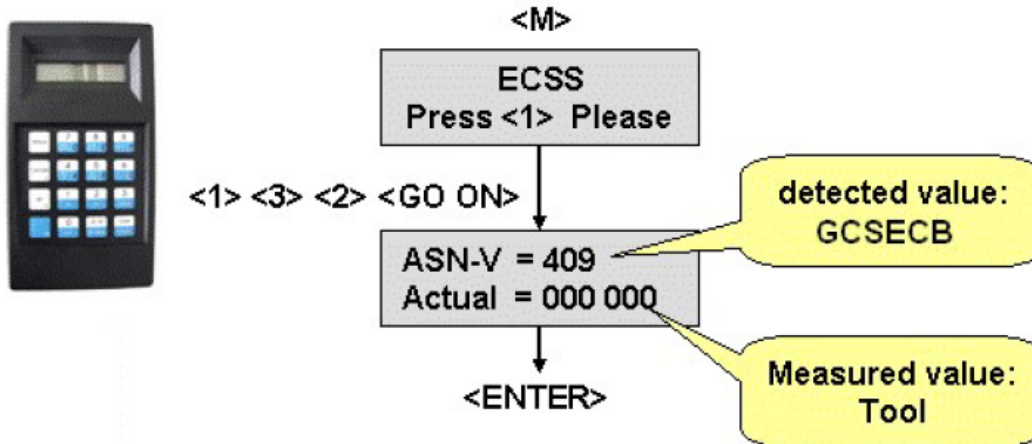 <M>
ECSS
Press <1> Please
<1> <3> <2> <GO ON>
detected value:
GCSECB
ASN-V = 409
Actual = 000 000
Measured value:
Tool
<ENTER>